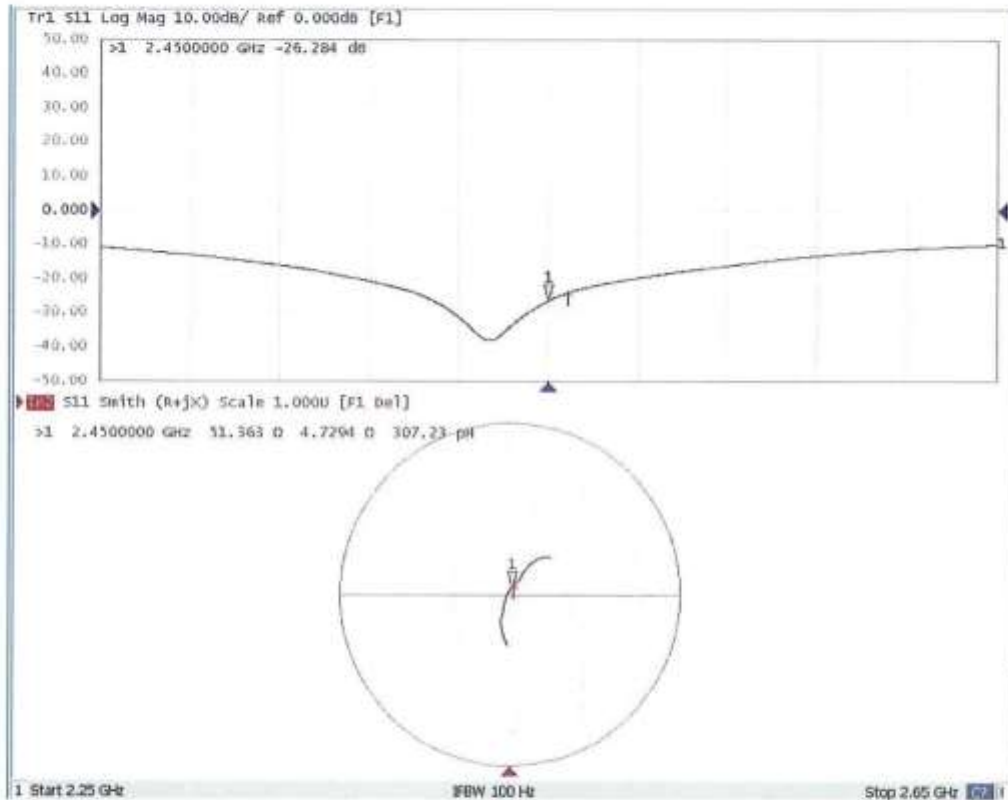 Tr1 S11 Log Mag 10.00dB/ Ref 0.000dB [F1]
50.00
>1 2.4500000 GHz -26.284 dB
40.00
30.00
20.00
10.00
0.000
-10.00
1
-20.00
1
-30.00
-40.00
-50.00
Tr2 S11 Smith (R+jX) Scale 1.000U [F1 Del]
>1 2.4500000 GHz 51.363 Ω 4.7294 Ω 307.23 pH
1
1 Start 2.25 GHz IFBW 100 Hz Stop 2.65 GHz